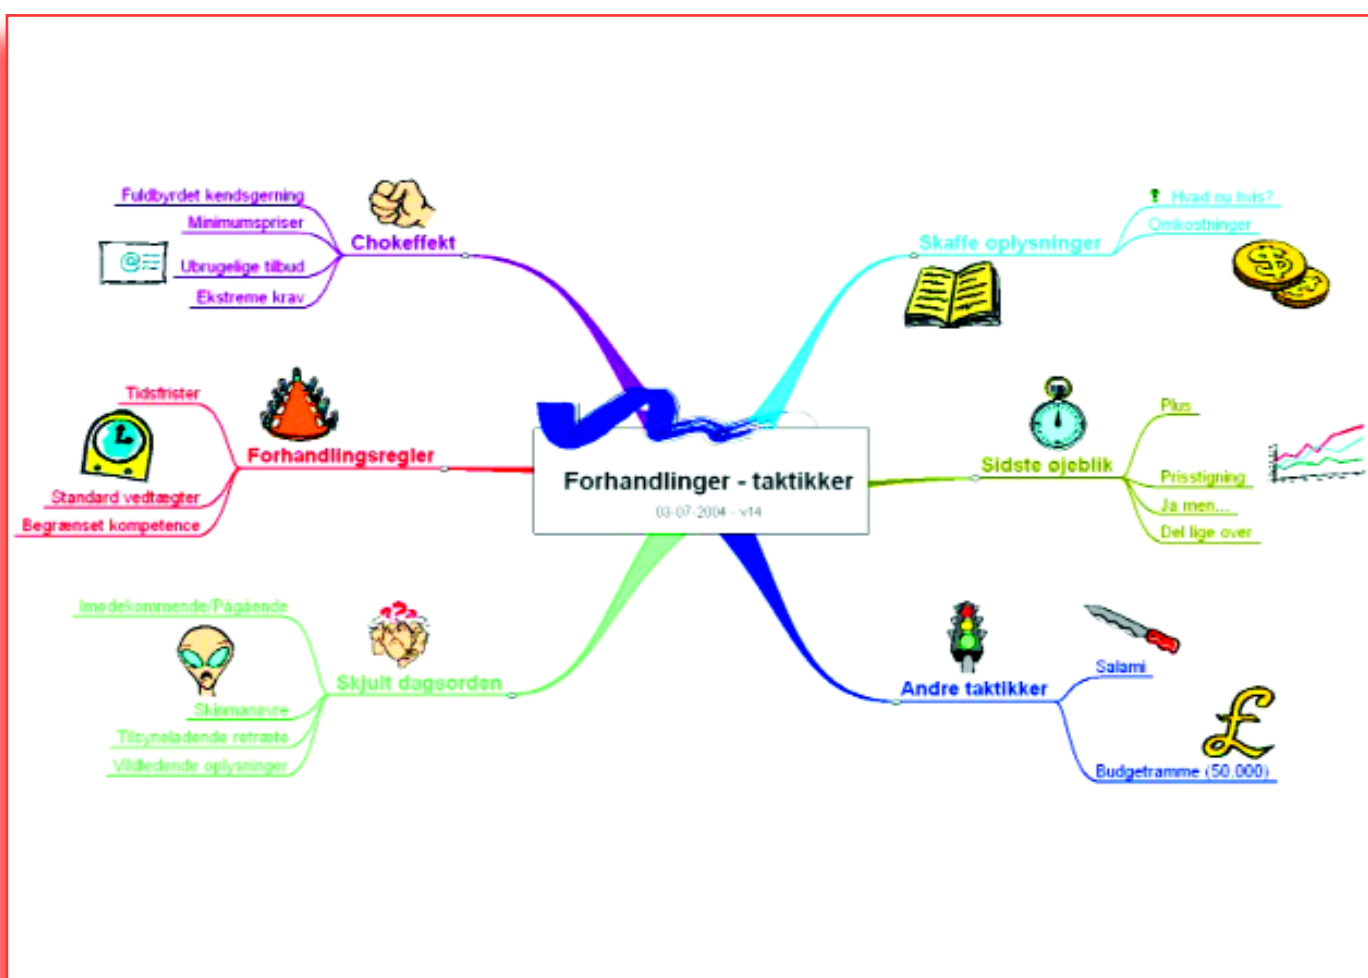 Fuldbyrdet kendsgerning
Minimumspriser
Chokeffekt
Ubrugelige tilbud
Ekstreme krav
Hvad nu hvis?
Omkostninger
Skaffe oplysninger
Tidsfrister
Forhandlingsregler
Standard vedtægter
Begrænset kompetence
Forhandlinger - taktikker
03-07-2004 - v14
Plus
Sidste øjeblik
Prisstigning
Ja men...
Del lige over
Imødekommende/Pågående
Skjult dagsorden
Skinmanøvre
Tilsyneladende retræte
Vildledende oplysninger
Salami
Andre taktikker
Budgetramme (50.000)